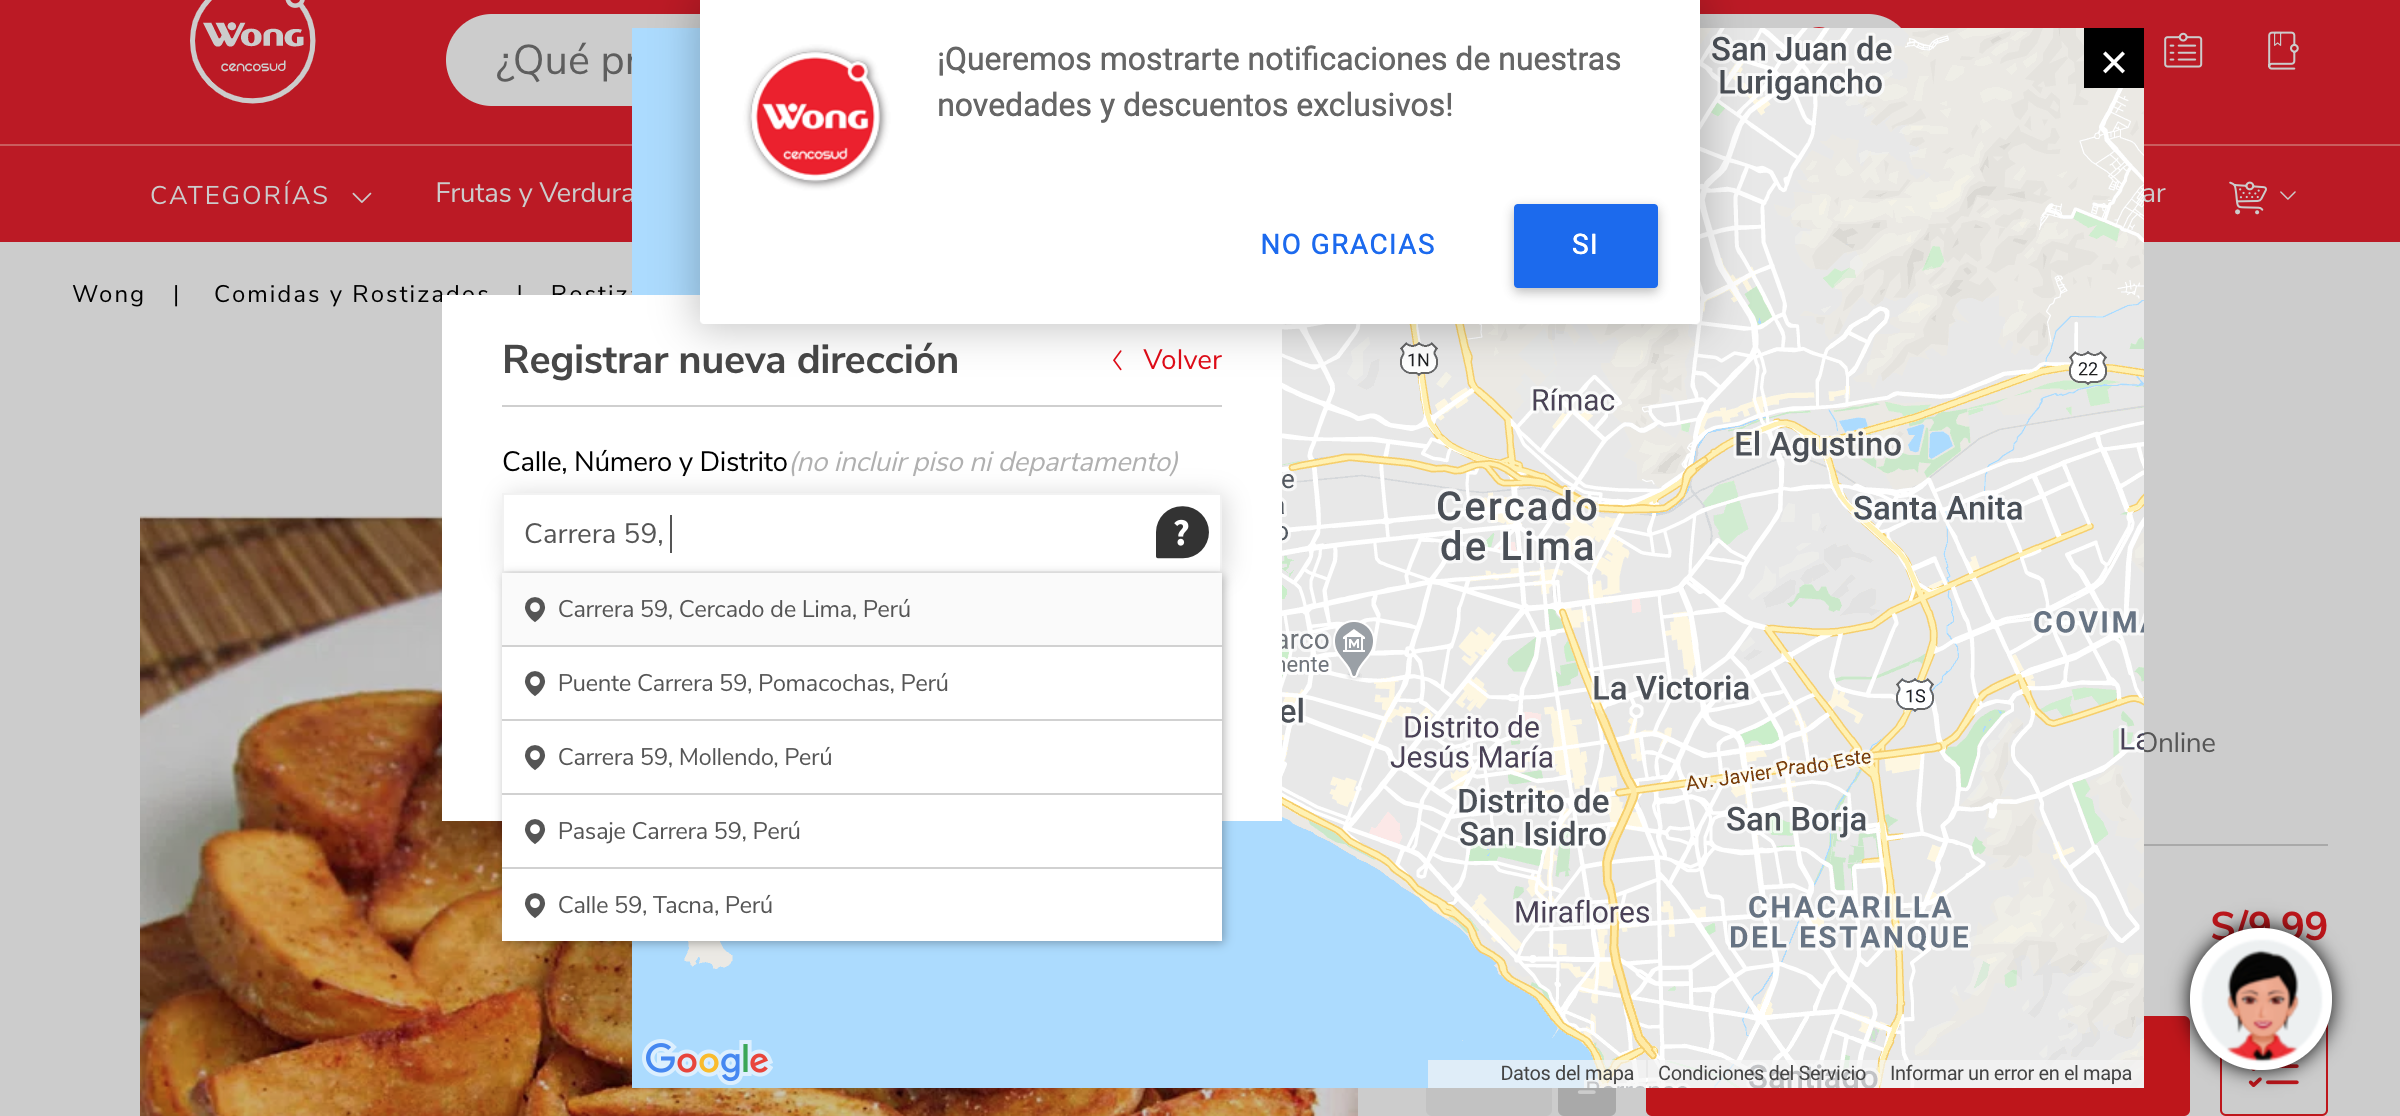 Wong
cencosud
¿Qué pr
¡Queremos mostrarte notificaciones de nuestras
novedades y descuentos exclusivos!
Wong
cencosud
NO GRACIAS
SI
San Juan de
Lurigancho
CATEGORÍAS
Frutas y Verdura
ar
Wong | Comidas y Rostizados |
Registrar nueva dirección
Volver
Calle, Número y Distrito(no incluir piso ni departamento)
Carrera 59,
?
Carrera 59, Cercado de Lima, Perú
Puente Carrera 59, Pomacochas, Perú
Carrera 59, Mollendo, Perú
Pasaje Carrera 59, Perú
Calle 59, Tacna, Perú
1N
22
Rímac
El Agustino
Santa Anita
Cercado
de Lima
COVIMA
arco
nente
La Victoria
1S
el
Distrito de
Jesús María
La
Online
Av. Javier Prado Este
Distrito de
San Isidro
San Borja
Miraflores
CHACARILLA
DEL ESTANQUE
S/9.99
Google
Santiago
Datos del mapa
Condiciones del Servicio
Informar un error en el mapa